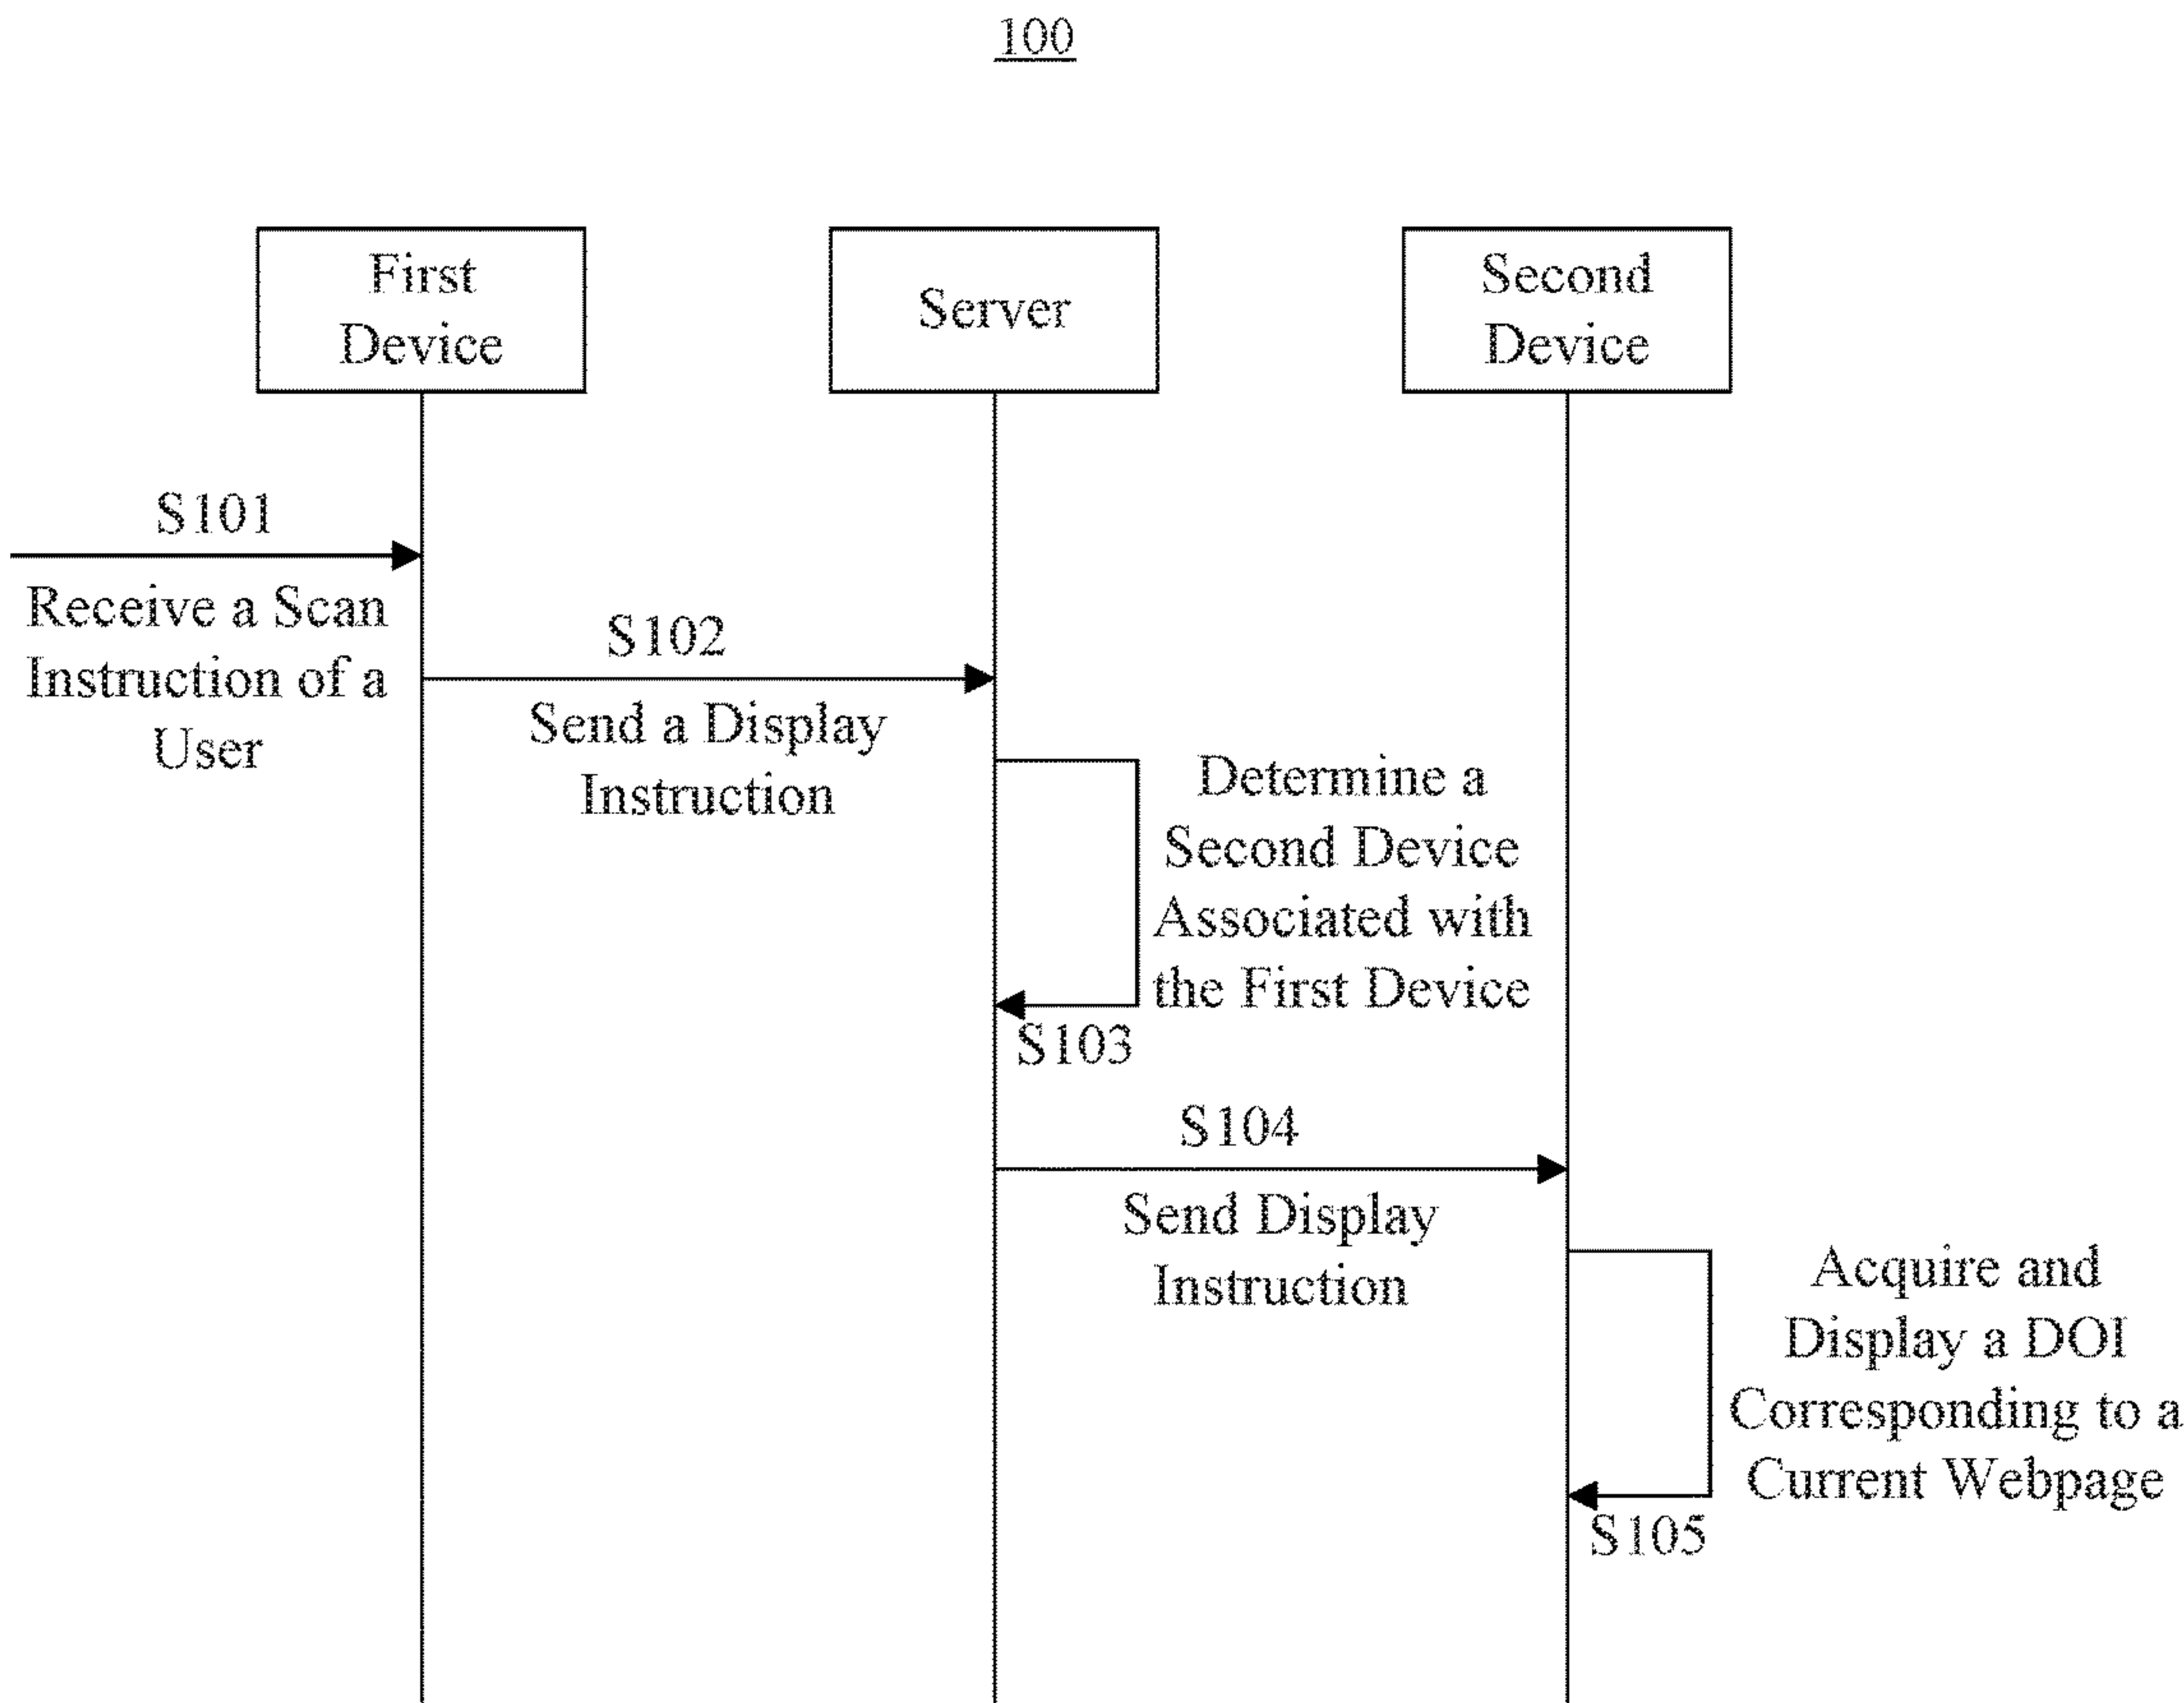 100
First
Device
Server
Second
Device
S101
Receive a Scan
Instruction of a
User
S102
Send a Display
Instruction
Determine a
Second Device
Associated with
the First Device
S103
S104
Send Display
Instruction
Acquire and
Display a DOI
Corresponding to a
Current Webpage
S105